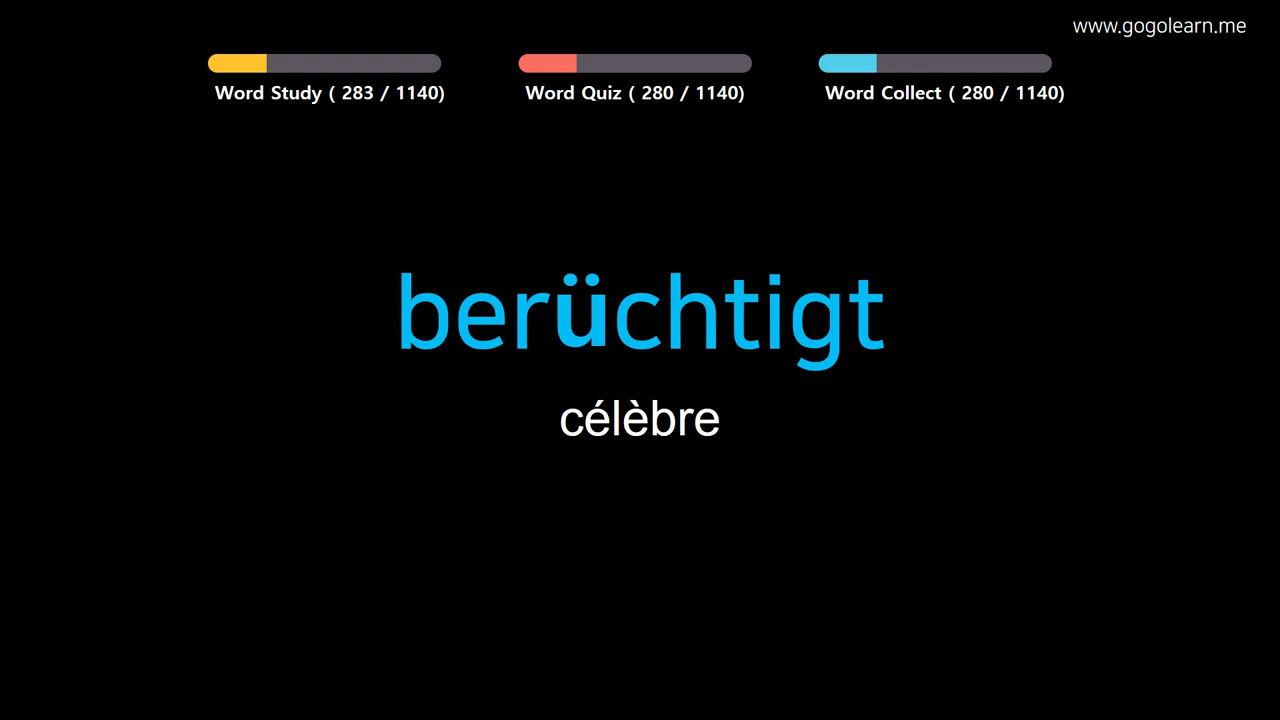 www.gogolearn.me
Word Study ( 283 / 1140)
Word Quiz ( 280 / 1140)
Word Collect ( 280 / 1140)
berüchtigt
célèbre